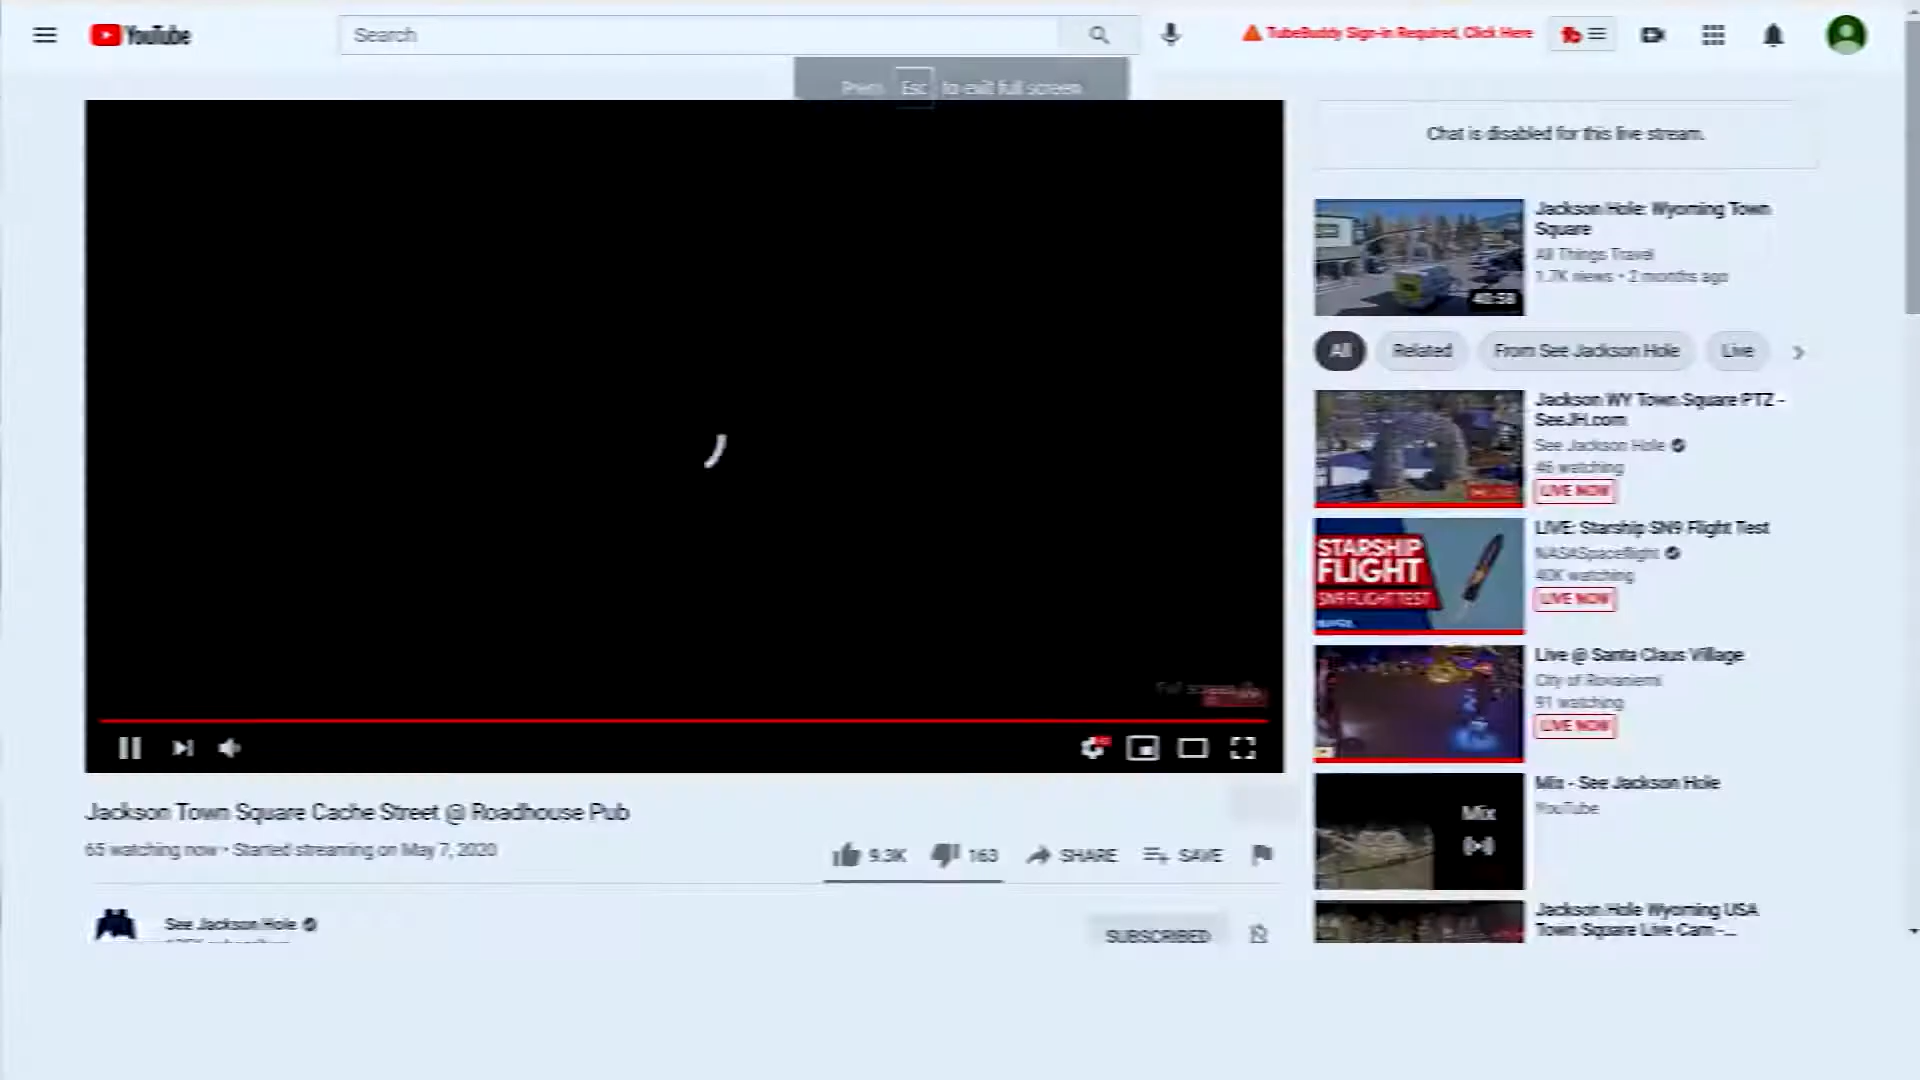 YouTube
Search
TubeBuddy Sign-in Required, Click Here
Press Esc to exit full screen
Chat is disabled for this live stream.
Jackson Hole: Wyoming Town
Square
All Things Travel
1.7K views • 2 months ago
All
Related
From See Jackson Hole
Live
Jackson WY Town Square PTZ -
SeeJH.com
See Jackson Hole
46 watching
LIVE NOW
STARSHIP
FLIGHT
SN9 FLIGHT TEST
LIVE: Starship SN9 Flight Test
NASASpaceflight
40K watching
LIVE NOW
Full screen
Live @ Santa Claus Village
City of Rovaniemi
91 watching
LIVE NOW
Mix
Mix - See Jackson Hole
YouTube
Jackson Town Square Cache Street @ Roadhouse Pub
65 watching now • Started streaming on May 7, 2020
9.3K
163
SHARE
SAVE
See Jackson Hole
SUBSCRIBED
Jackson Hole Wyoming USA
Town Square Live Cam -...